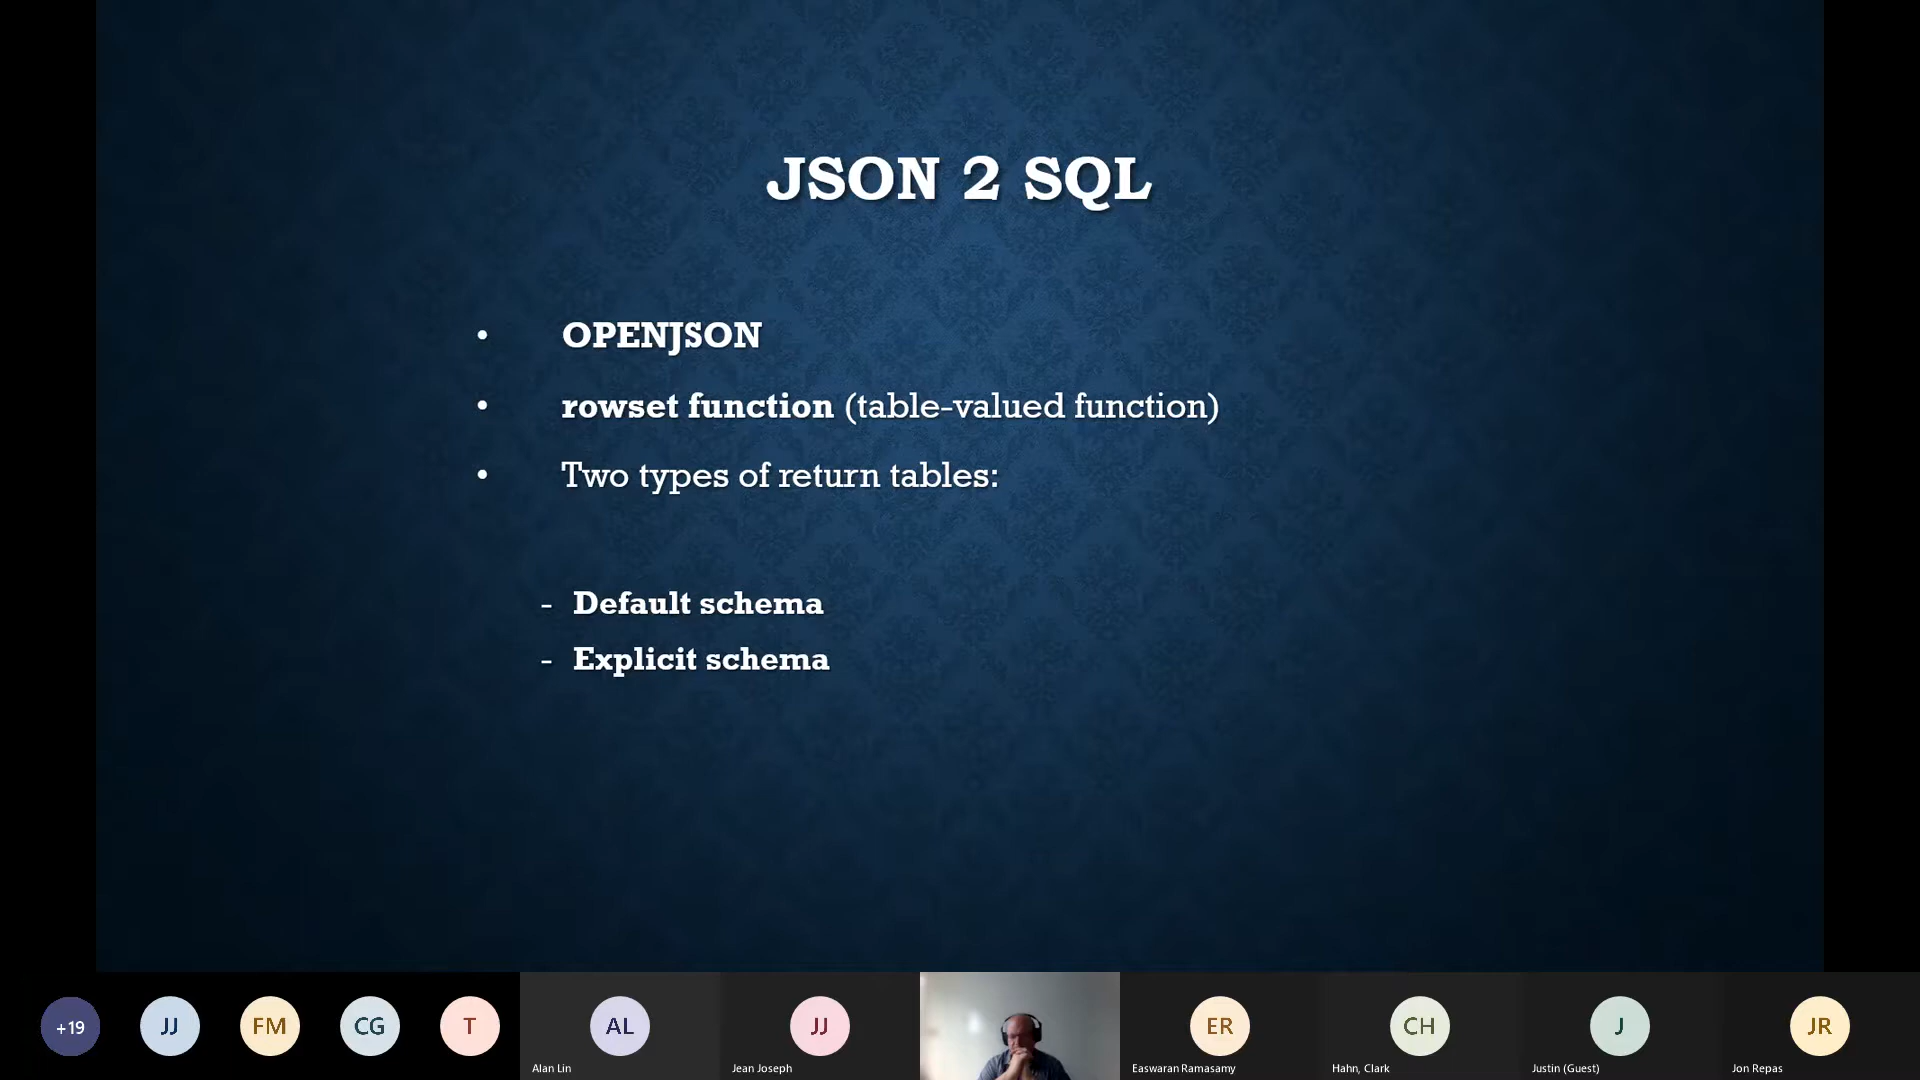 JSON 2 SQL
• OPENJSON
• rowset function (table-valued function)
• Two types of return tables:
- Default schema
- Explicit schema
+19
JJ
FM
CG
T
AL
JJ
ER
CH
J
JR
Alan Lin
Jean Joseph
Easwaran Ramasamy
Hahn, Clark
Justin (Guest)
Jon Repas